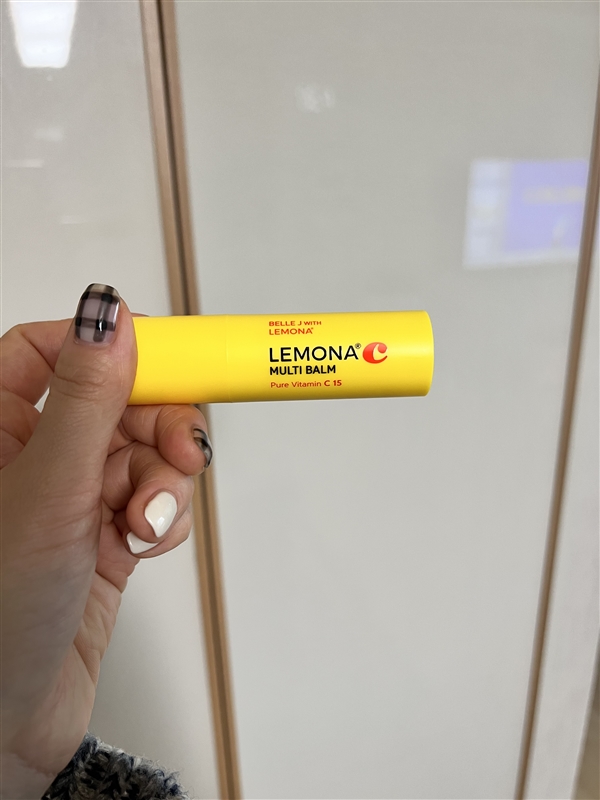 BELLE J WITH
LEMONA®
LEMONA® C
MULTI BALM
Pure Vitamin C 15